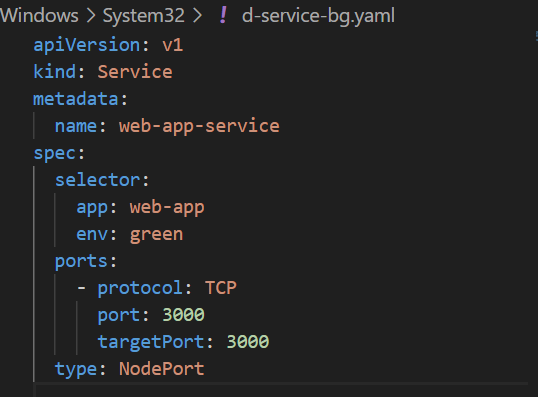 Windows > System32 > ! d-service-bg.yaml
apiVersion: v1
kind: Service
metadata:
  name: web-app-service
spec:
  selector:
    app: web-app
    env: green
  ports:
    - protocol: TCP
      port: 3000
      targetPort: 3000
  type: NodePort